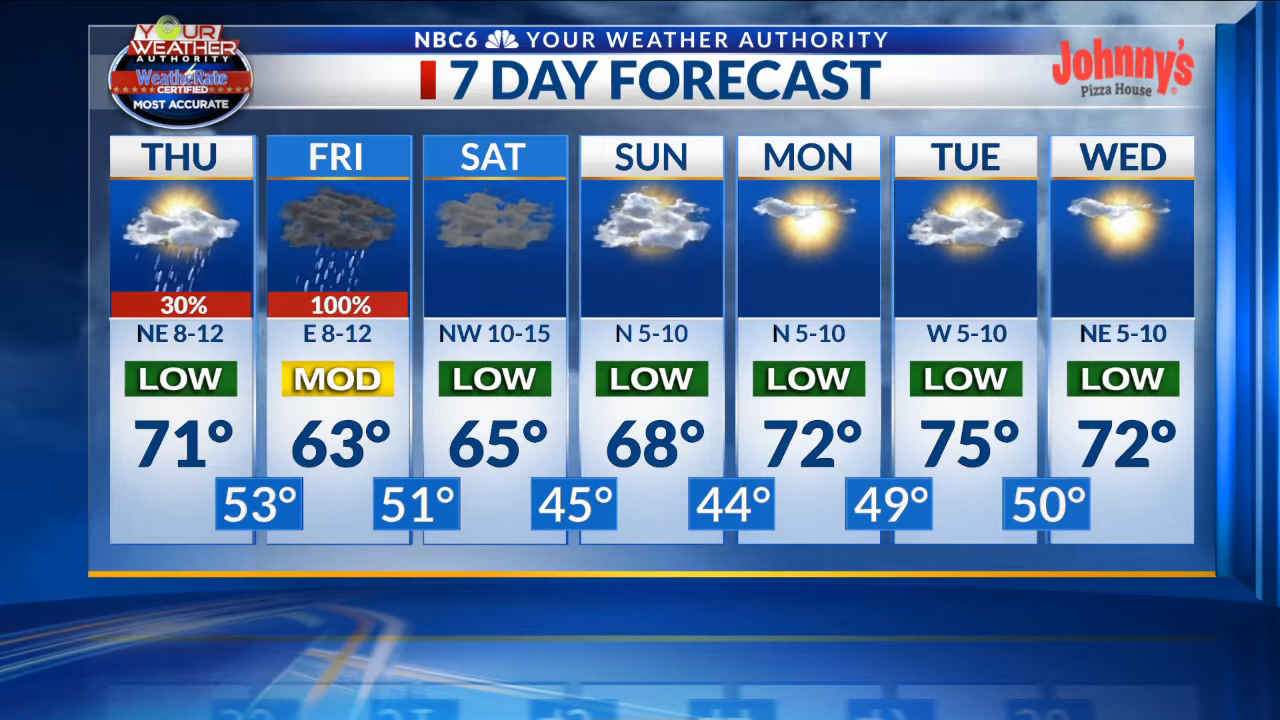 YOUR
WEATHER
AUTHORITY
WeatheRate
CERTIFIED
MOST ACCURATE
NBC6 YOUR WEATHER AUTHORITY
7 DAY FORECAST
Johnny's
Pizza House
THU FRI SAT SUN MON TUE WED
30% 100%
NE 8-12 E 8-12 NW 10-15 N 5-10 N 5-10 W 5-10 NE 5-10
LOW MOD LOW LOW LOW LOW LOW
71° 63° 65° 68° 72° 75° 72°
53° 51° 45° 44° 49° 50°